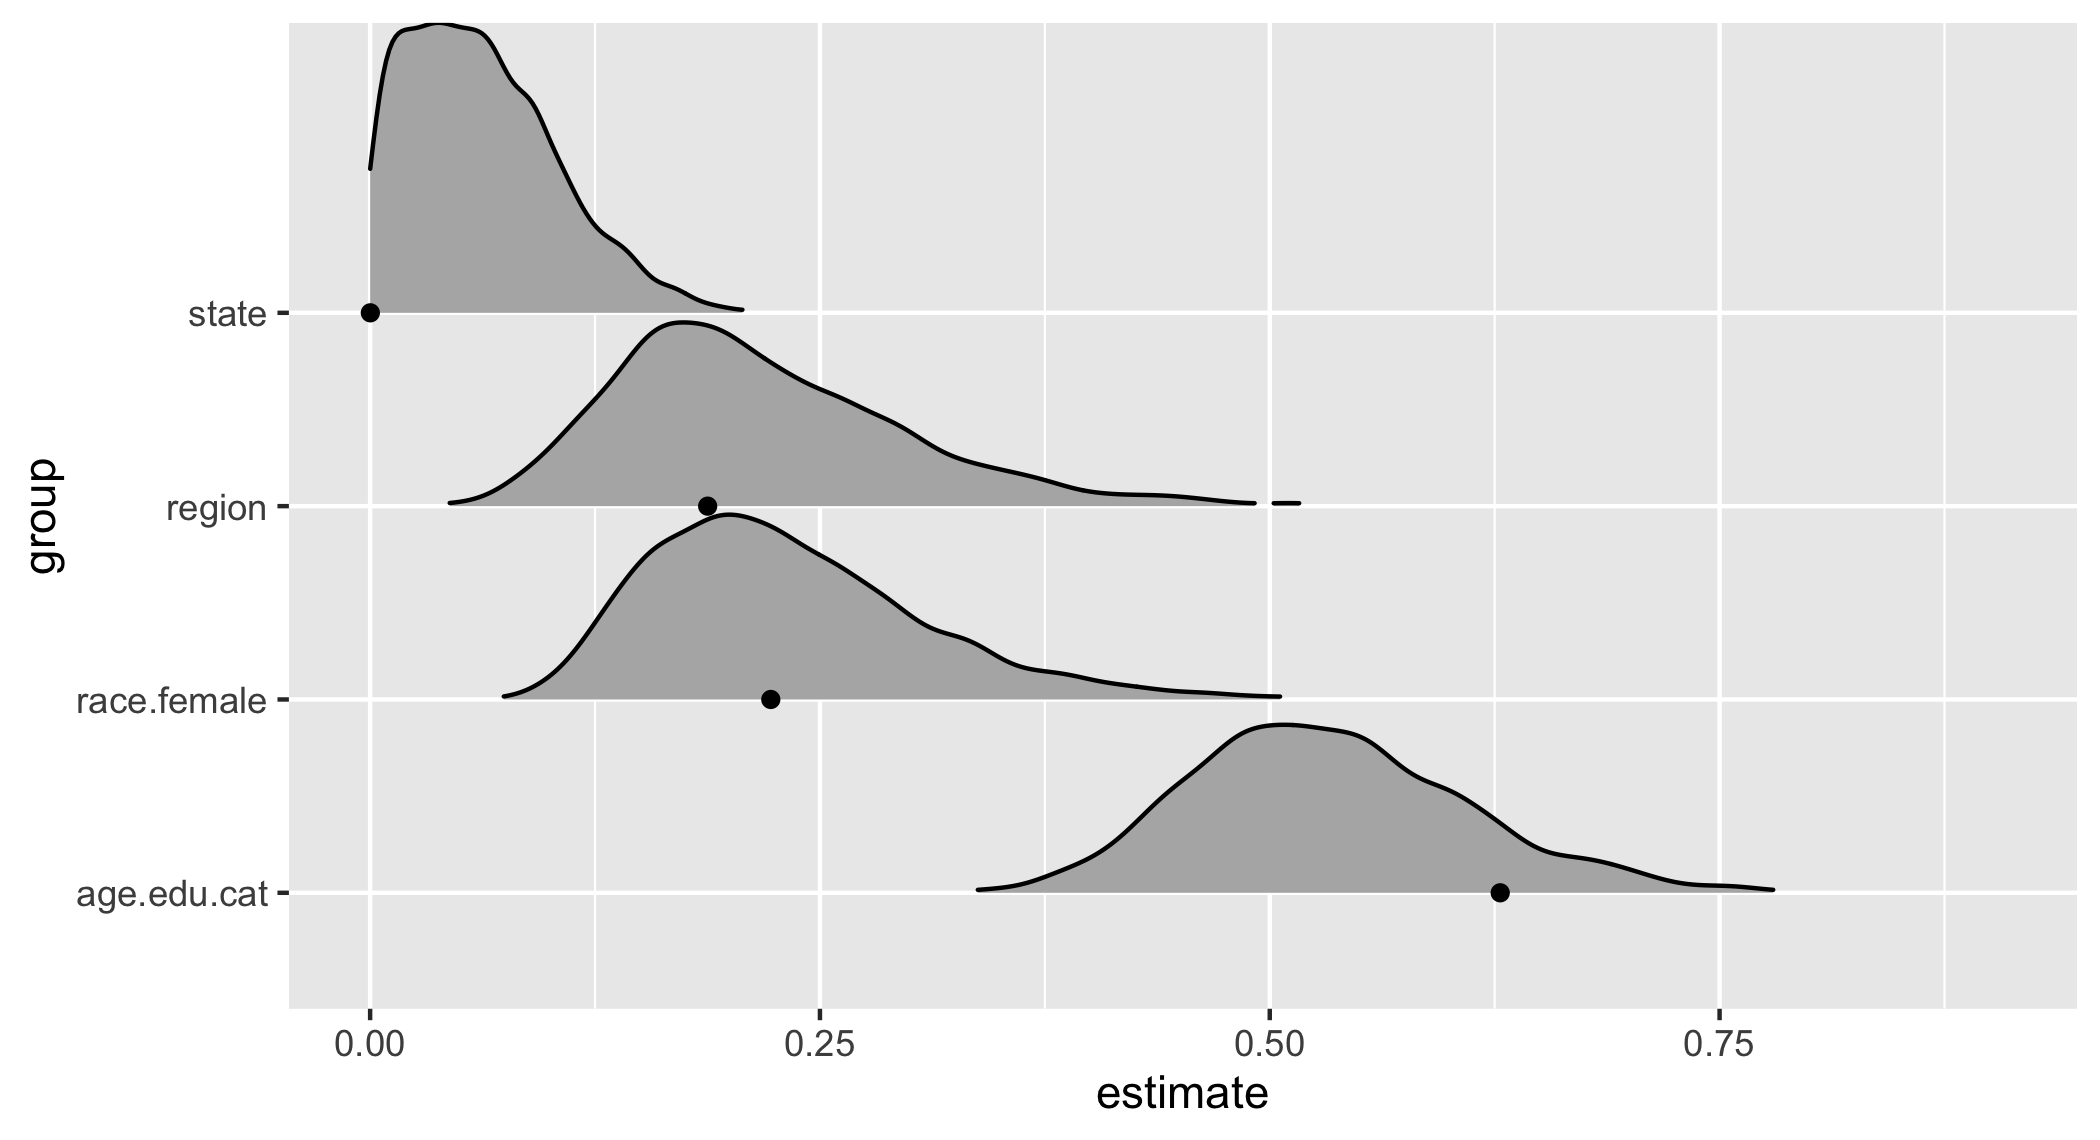 group
state
region
race.female
age.edu.cat
0.00 0.25 0.50 0.75
estimate